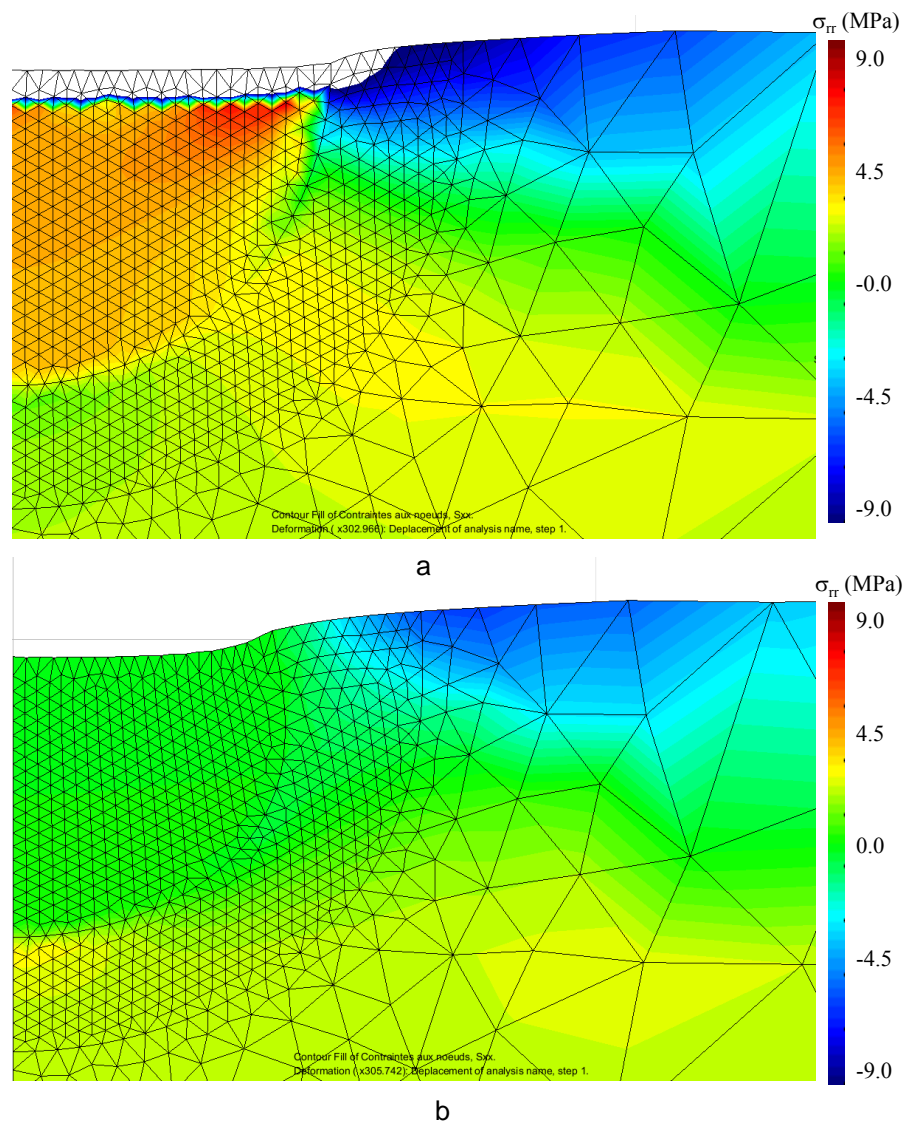 σrr (MPa)
9.0
4.5
-0.0
-4.5
-9.0
Contour Fill of Contraintes aux noeuds, Sxx.
Deformation ( x302.966): Deplacement of analysis name, step 1.
a
σrr (MPa)
9.0
4.5
0.0
-4.5
-9.0
Contour Fill of Contraintes aux noeuds, Sxx.
Deformation ( x305.742): Deplacement of analysis name, step 1.
b